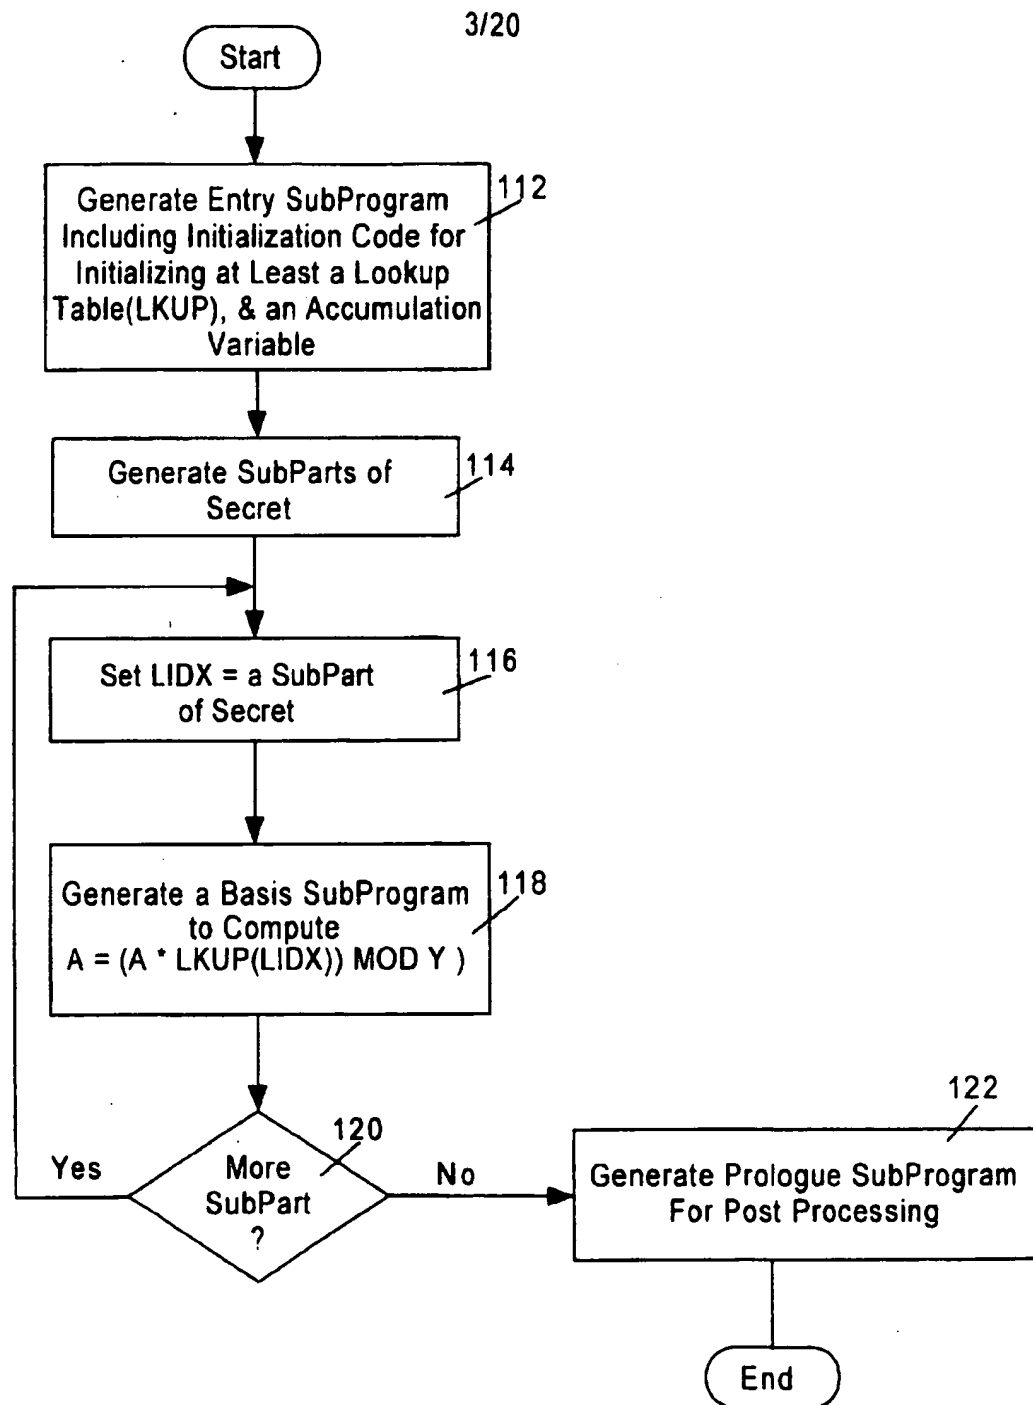 3/20
Start
Generate Entry SubProgram
Including Initialization Code for
Initializing at Least a Lookup
Table(LKUP), & an Accumulation
Variable
112
Generate SubParts of
Secret
114
Set LIDX = a SubPart
of Secret
116
Generate a Basis SubProgram
to Compute
A = (A * LKUP(LIDX)) MOD Y )
118
More
SubPart
?
120
Yes
No
122
Generate Prologue SubProgram
For Post Processing
End